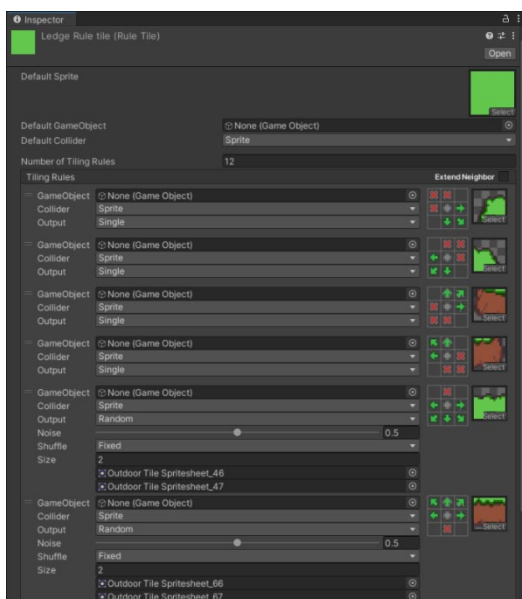 Inspector
Ledge Rule tile (Rule Tile)
Open
Default Sprite
Select
Default GameObject None (Game Object)
Default Collider Sprite
Number of Tiling Rules 12
Tiling Rules Extend Neighbor
GameObject None (Game Object)
Collider Sprite
Output Single Select
GameObject None (Game Object)
Collider Sprite
Output Single Select
GameObject None (Game Object)
Collider Sprite
Output Single Select
GameObject None (Game Object)
Collider Sprite
Output Single Select
GameObject None (Game Object)
Collider Sprite
Output Random Select
Noise 0.5
Shuffle Fixed
Size 2
Outdoor Tile Spritesheet_46
Outdoor Tile Spritesheet_47
GameObject None (Game Object)
Collider Sprite
Output Random Select
Noise 0.5
Shuffle Fixed
Size 2
Outdoor Tile Spritesheet_66
Outdoor Tile Spritesheet_67